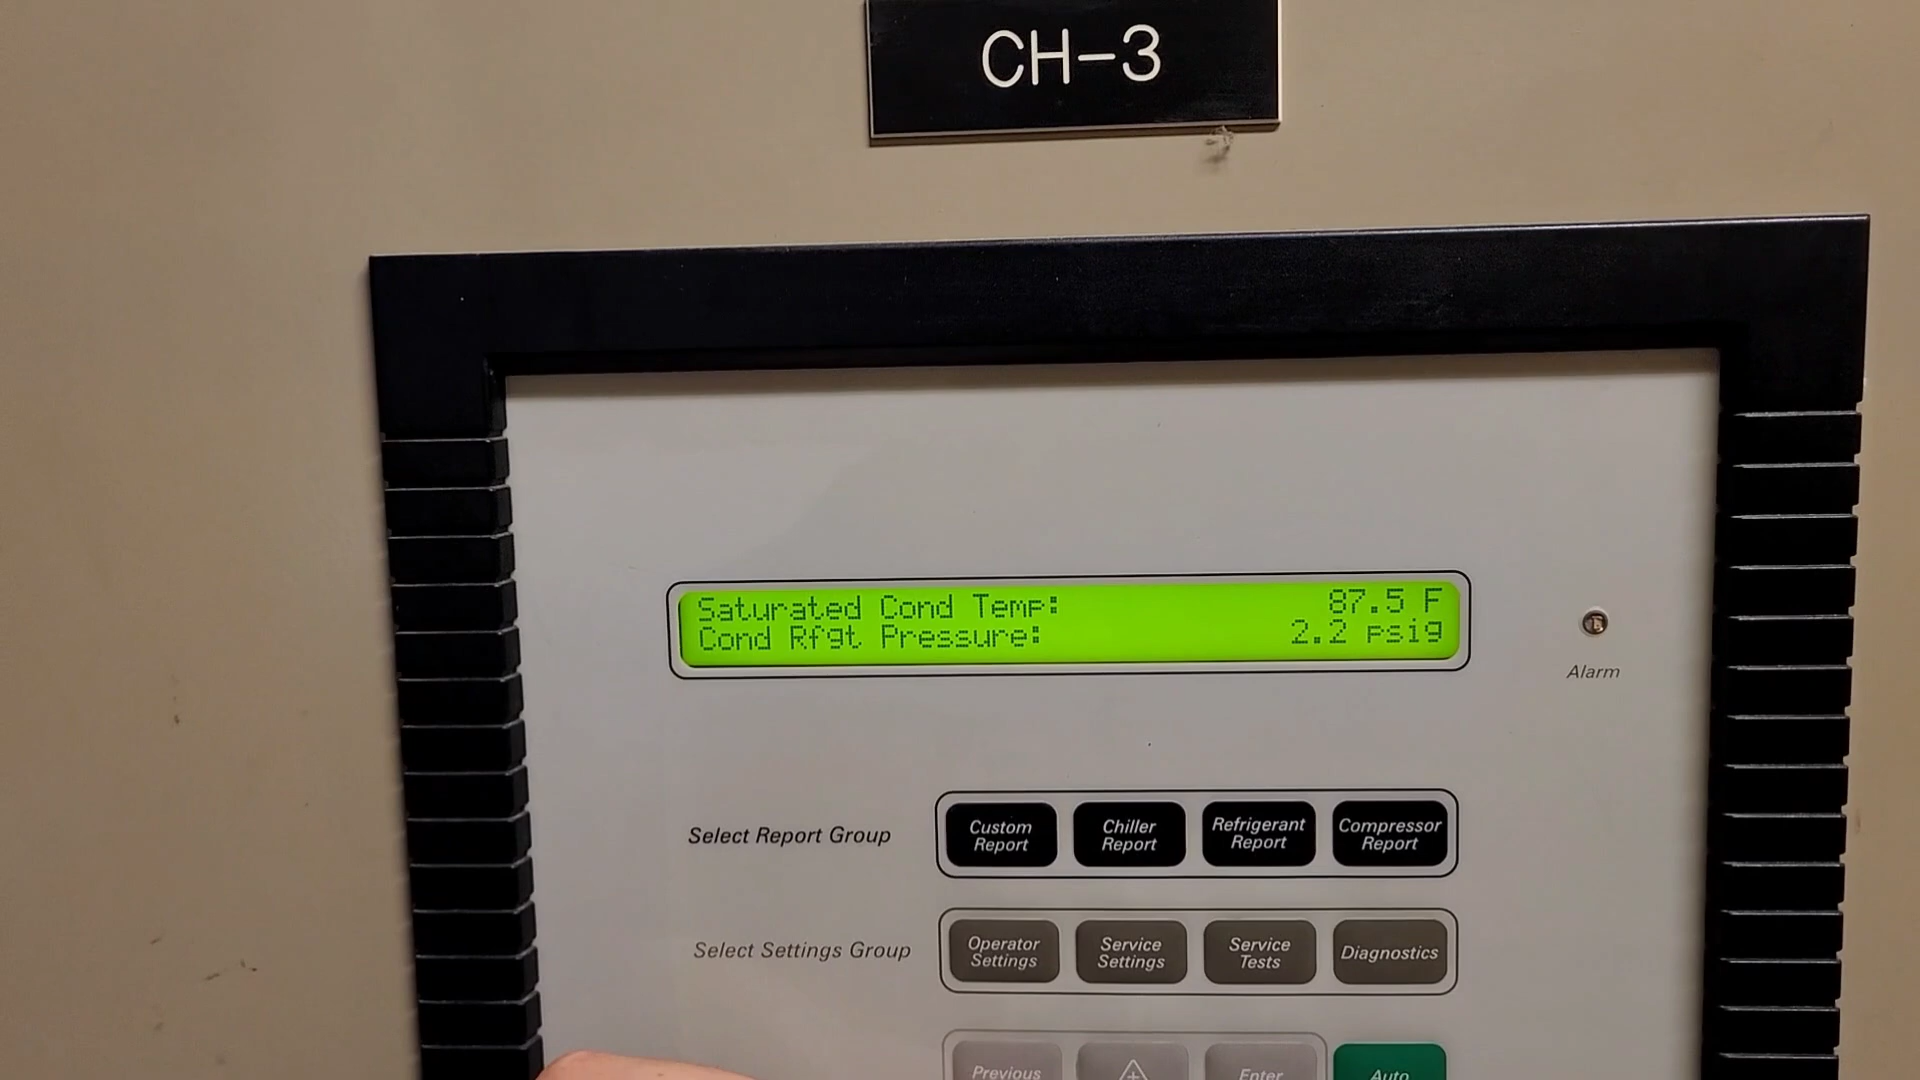 CH-3
Saturated Cond Temp: 87.5 F
Cond Rfgt Pressure: 2.2 psig
Alarm
Select Report Group
Custom Report
Chiller Report
Refrigerant Report
Compressor Report
Select Settings Group
Operator Settings
Service Settings
Service Tests
Diagnostics
Previous
+
Enter
Auto